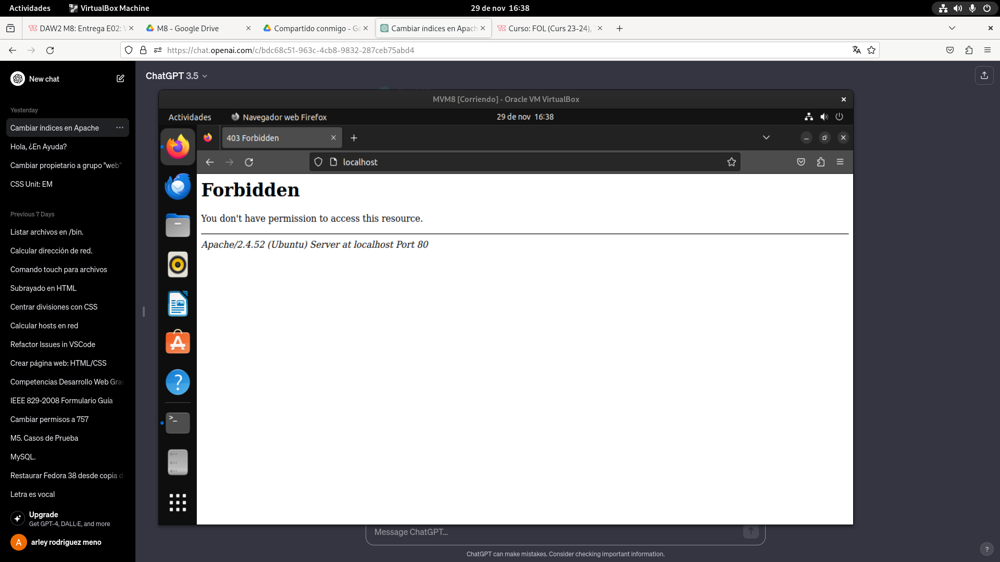 Actividades
VirtualBox Machine
29 de nov 16:38
DAW2 M8: Entrega E02:
M8 - Google Drive
Compartido conmigo - Go
Cambiar índices en Apach
Curso: FOL (Curs 23-24),
https://chat.openai.com/c/bdc68c51-963c-4cb8-9832-287ceb75abd4
New chat
ChatGPT 3.5
Yesterday
Cambiar índices en Apache
Hola, ¿En Ayuda?
Cambiar propietario a grupo "web"
CSS Unit: EM
Previous 7 Days
Listar archivos en /bin.
Calcular dirección de red.
Comando touch para archivos
Subrayado en HTML
Centrar divisiones con CSS
Calcular hosts en red
Refactor Issues in VSCode
Crear página web: HTML/CSS
Competencias Desarrollo Web Grad
IEEE 829-2008 Formulario Guía
Cambiar permisos a 757
M5. Casos de Prueba
MySQL.
Restaurar Fedora 38 desde copia d
Letra es vocal
Upgrade
Get GPT-4, DALL·E, and more
A
arley rodriguez meno
MVM8 [Corriendo] - Oracle VM VirtualBox
Actividades
Navegador web Firefox
29 de nov 16:38
403 Forbidden
localhost
Forbidden
You don't have permission to access this resource.
Apache/2.4.52 (Ubuntu) Server at localhost Port 80
Message ChatGPT...
ChatGPT can make mistakes. Consider checking important information.
?